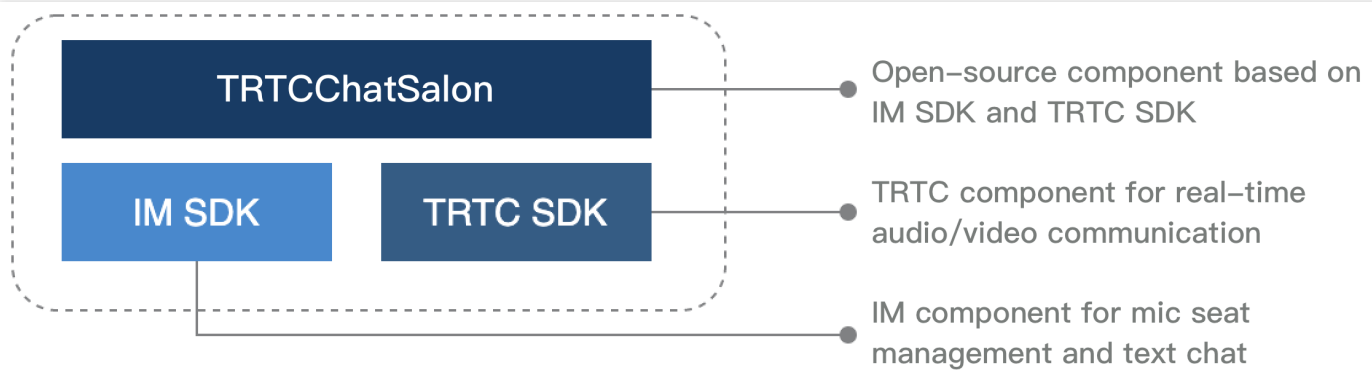 TRTCChatSalon
Open-source component based on
IM SDK and TRTC SDK
IM SDK
TRTC SDK
TRTC component for real-time
audio/video communication
IM component for mic seat
management and text chat